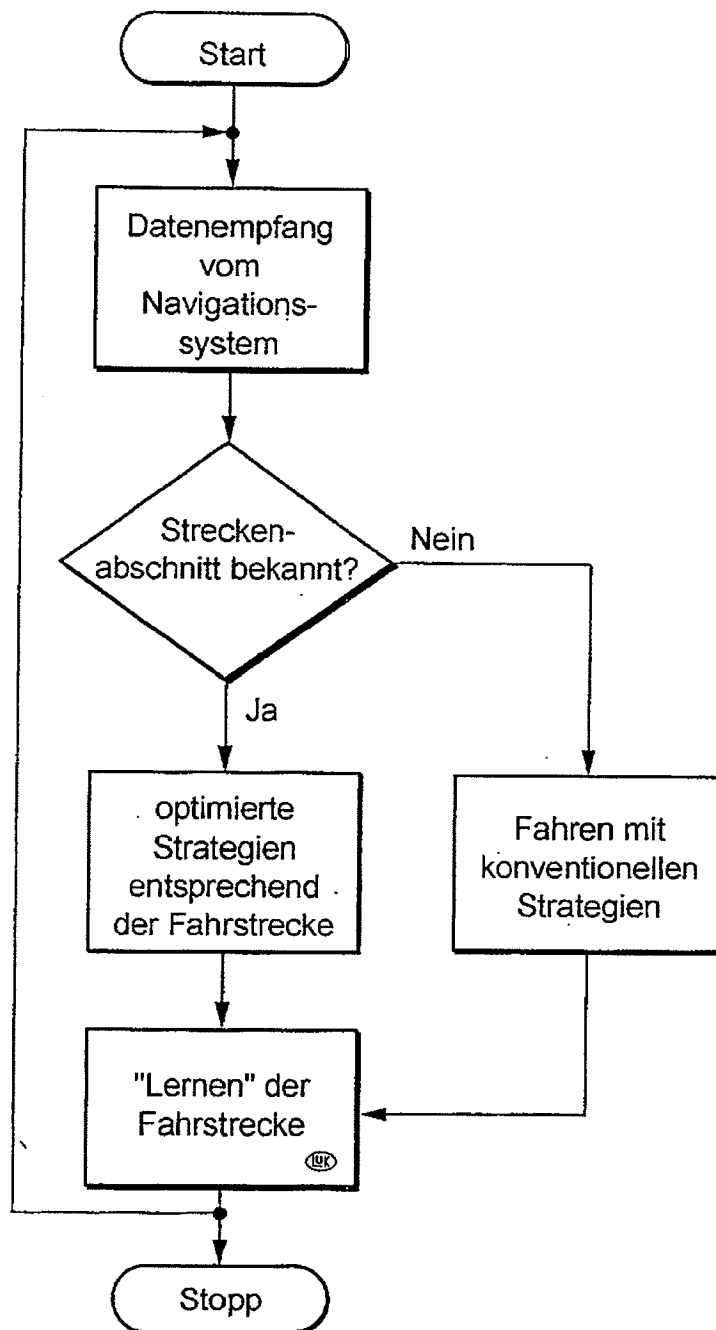 Start
Datenempfang
vom
Navigations-
system
Strecken-
abschnitt bekannt?
Nein
Ja
optimierte
Strategien
entsprechend
der Fahrstrecke
Fahren mit
konventionellen
Strategien
"Lernen" der
Fahrstrecke
LuK
Stopp